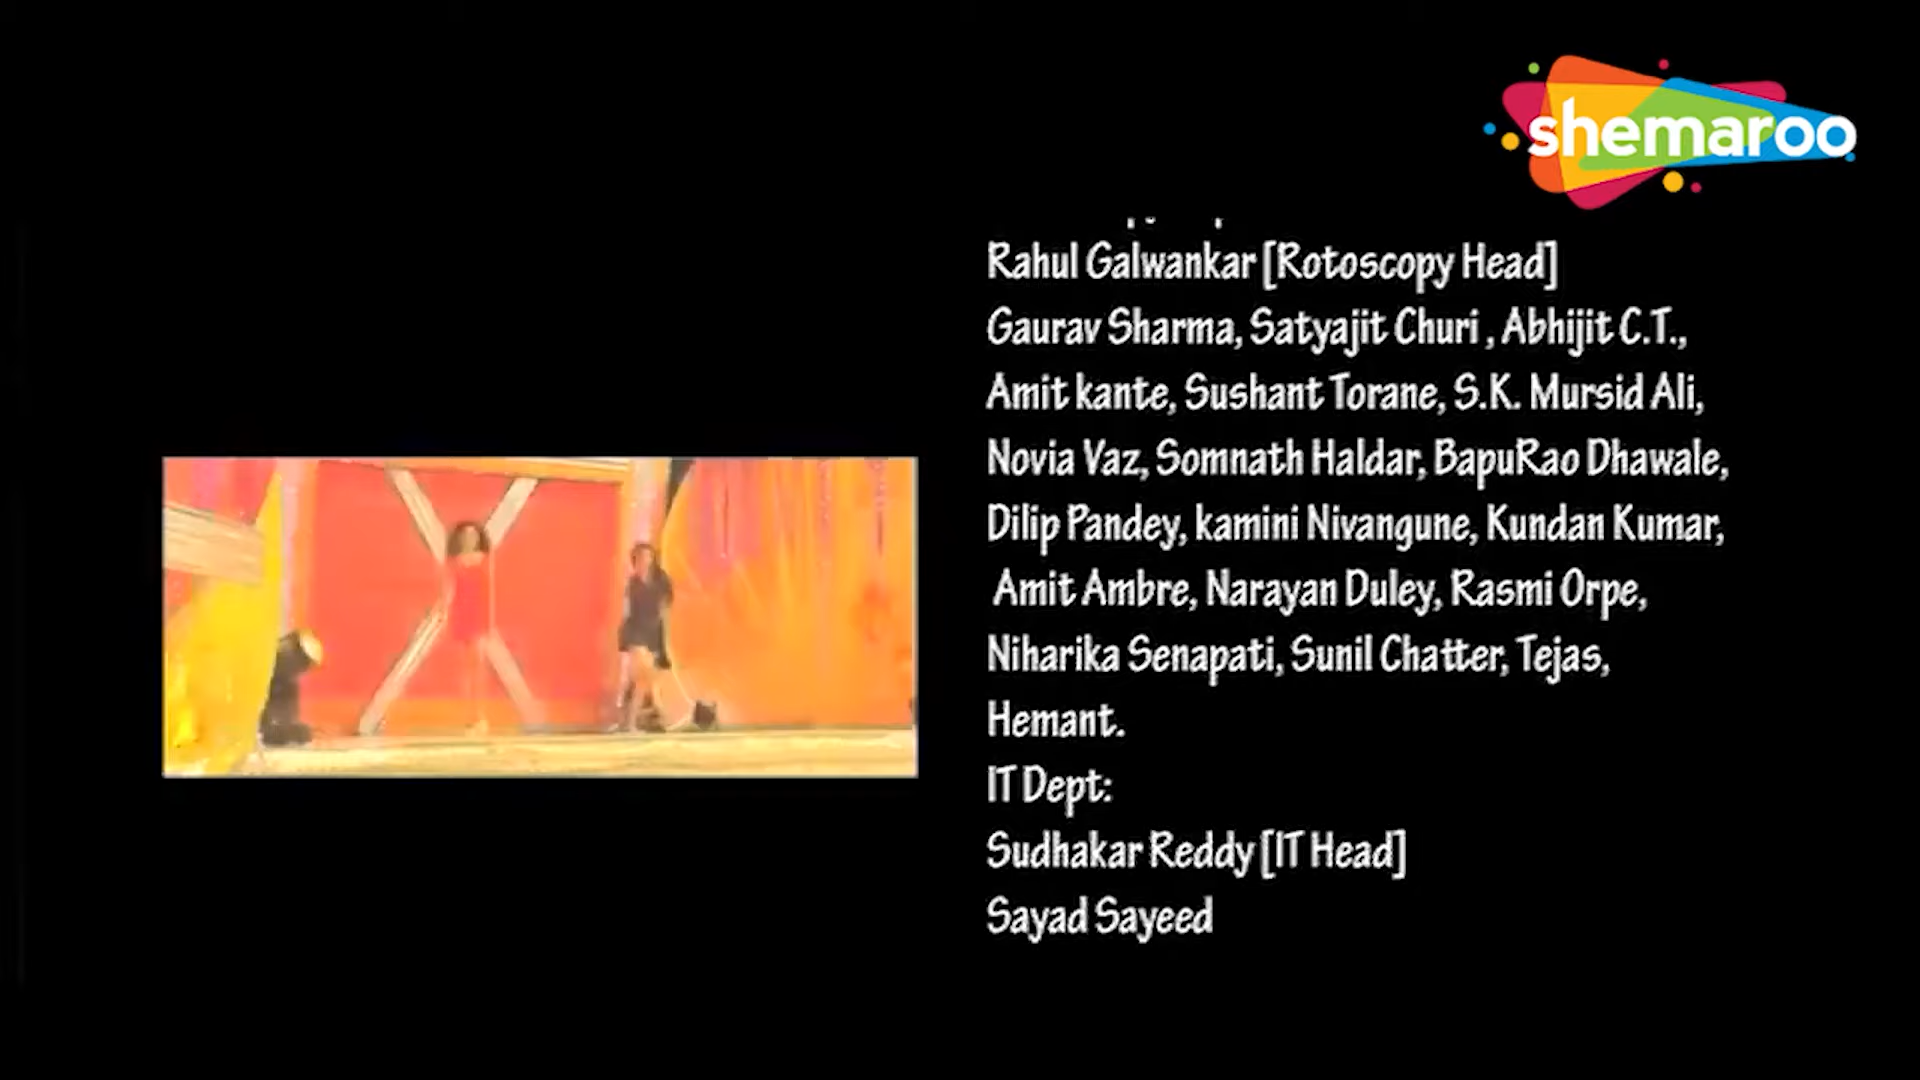 shemaroo
Rahul Galwankar [Rotoscopy Head]
Gaurav Sharma, Satyajit Churi , Abhijit C.T.,
Amit kante, Sushant Torane, S.K. Mursid Ali,
Novia Vaz, Somnath Haldar, BapuRao Dhawale,
Dilip Pandey, kamini Nivangune, Kundan Kumar,
Amit Ambre, Narayan Duley, Rasmi Orpe,
Niharika Senapati, Sunil Chatter, Tejas,
Hemant.
IT Dept:
Sudhakar Reddy [IT Head]
Sayad Sayeed